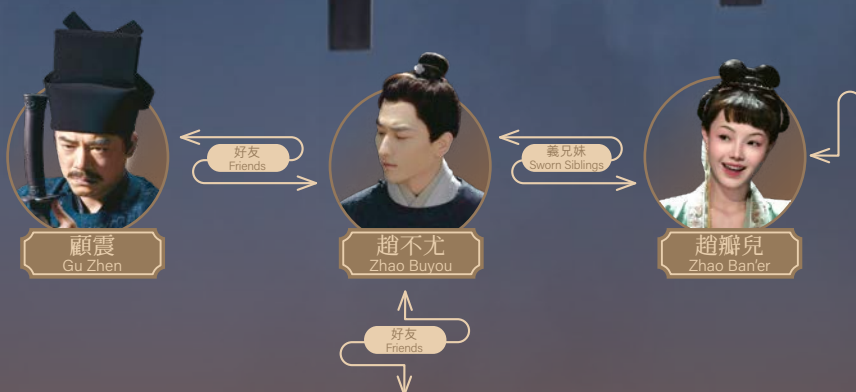 好友
Friends
義兄妹
Sworn Siblings
顧震
Gu Zhen
趙不尤
Zhao Buyou
趙瓣兒
Zhao Ban'er
好友
Friends